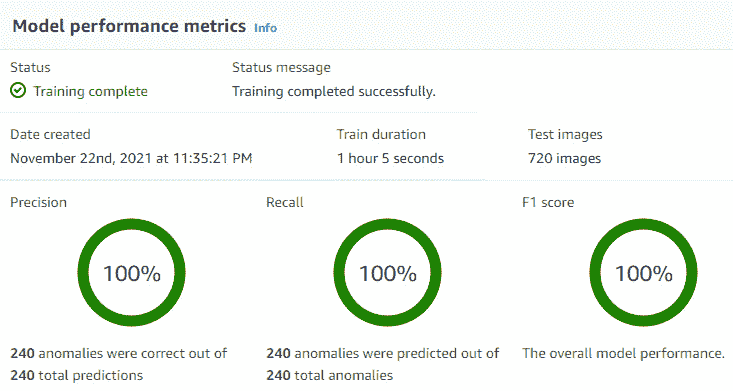 Model performance metrics Info
Status
Training complete
Status message
Training completed successfully.
Date created
November 22nd, 2021 at 11:35:21 PM
Train duration
1 hour 5 seconds
Test images
720 images
Precision
100%
240 anomalies were correct out of
240 total predictions
Recall
100%
240 anomalies were predicted out of
240 total anomalies
F1 score
100%
The overall model performance.